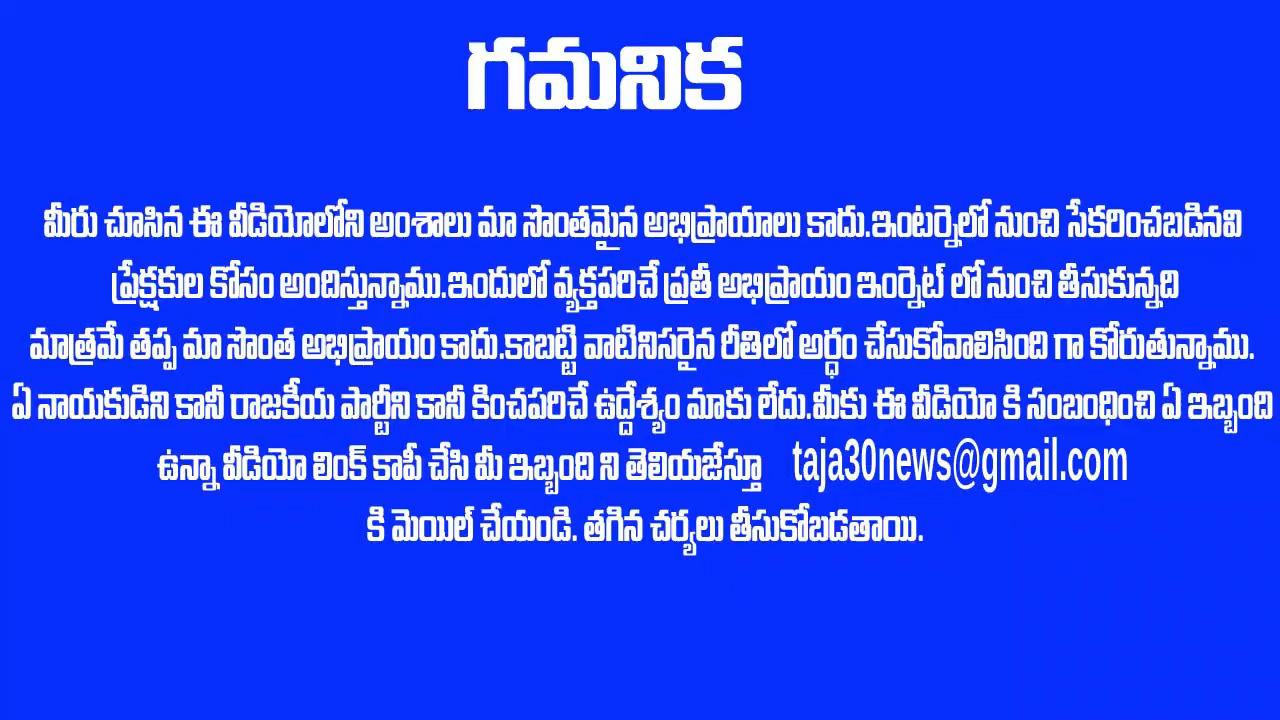 గమనిక
మీరు చూసిన ఈ వీడియోలోని అంశాలు మా సొంతమైన అభిప్రాయాలు కాదు.ఇంటర్నెలో నుంచి సేకరించబడినవి
ప్రేక్షకుల కోసం అందిస్తున్నాము.ఇందులో వ్యక్తపరిచే ప్రతీ అభిప్రాయం ఇంర్నెట్ లో నుంచి తీసుకున్నది
మాత్రమే తప్ప మా సొంత అభిప్రాయం కాదు.కాబట్టి వాటినిసరైన రీతిలో అర్ధం చేసుకోవాలిసింది గా కోరుతున్నాము.
ఏ నాయకుడిని కానీ రాజకీయ పార్టీని కానీ కించపరిచే ఉద్దేశ్యం మాకు లేదు.మీకు ఈ వీడియో కి సంబంధించి ఏ ఇబ్బంది
ఉన్నా వీడియో లింక్ కాపీ చేసి మీ ఇబ్బంది ని తెలియజేస్తూ taja30news@gmail.com
కి మెయిల్ చేయండి. తగిన చర్యలు తీసుకోబడతాయి.